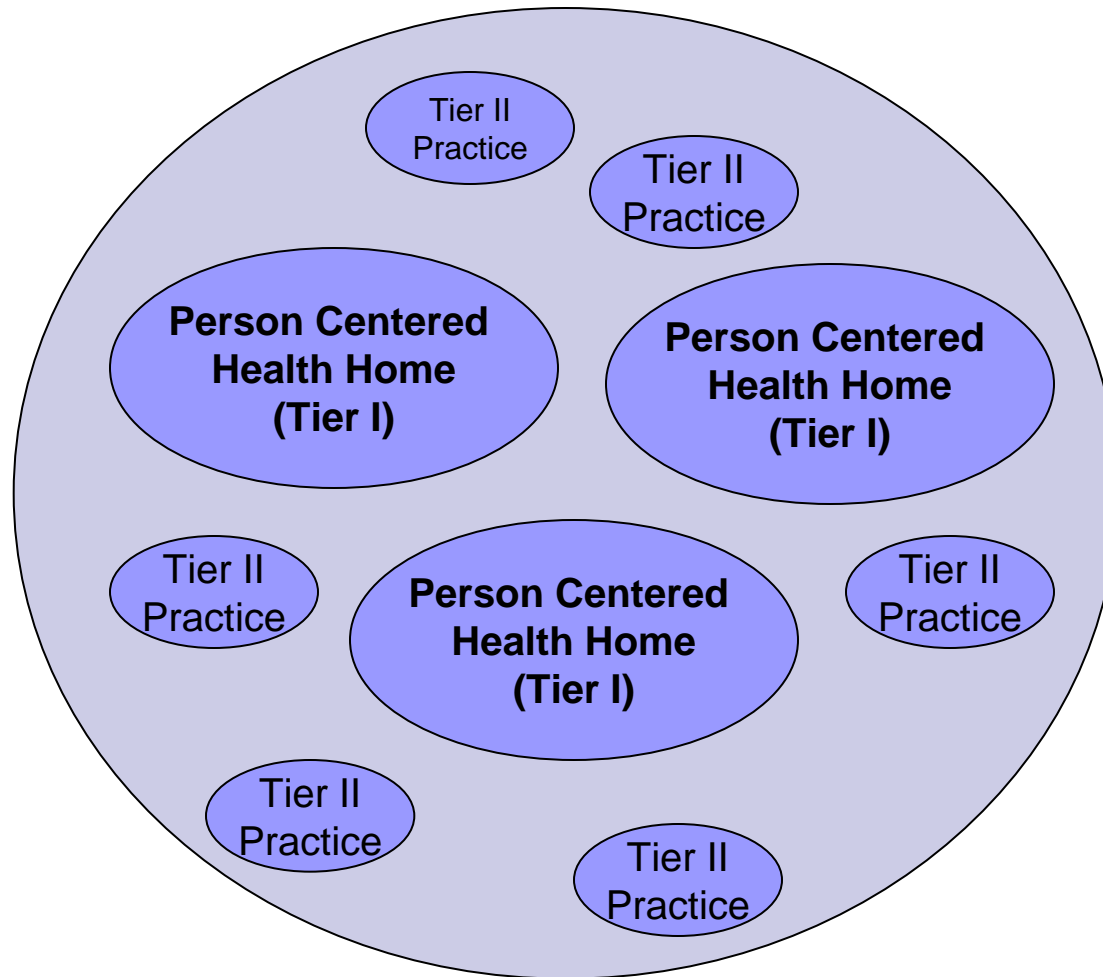 Tier II
Practice
Tier II
Practice
Person Centered
Health Home
(Tier I)
Person Centered
Health Home
(Tier I)
Tier II
Practice
Person Centered
Health Home
(Tier I)
Tier II
Practice
Tier II
Practice
Tier II
Practice